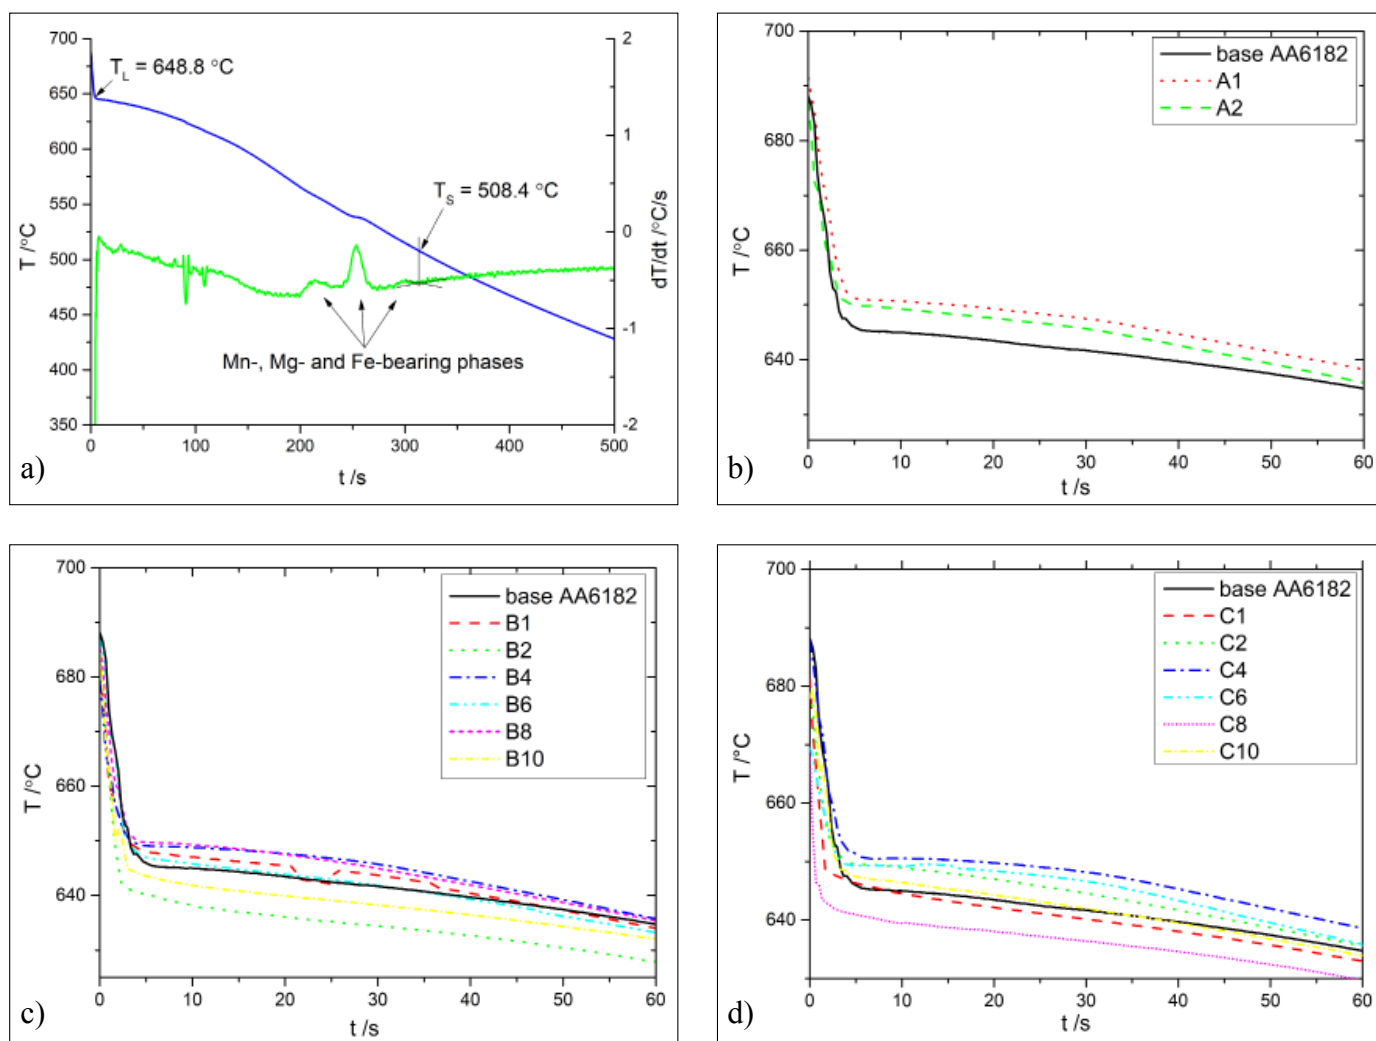 700
650
600
550
500
450
400
350
T /°C
TL = 648.8 °C
TS = 508.4 °C
Mn-, Mg- and Fe-bearing phases
2
1
0
-1
-2
dT/dt /°C/s
0 100 200 300 400 500
t /s
a)
700
680
660
640
T /°C
base AA6182
A1
A2
0 10 20 30 40 50 60
t /s
b)
700
680
660
640
T /°C
base AA6182
B1
B2
B4
B6
B8
B10
0 10 20 30 40 50 60
t /s
c)
700
680
660
640
T /°C
base AA6182
C1
C2
C4
C6
C8
C10
0 10 20 30 40 50 60
t /s
d)